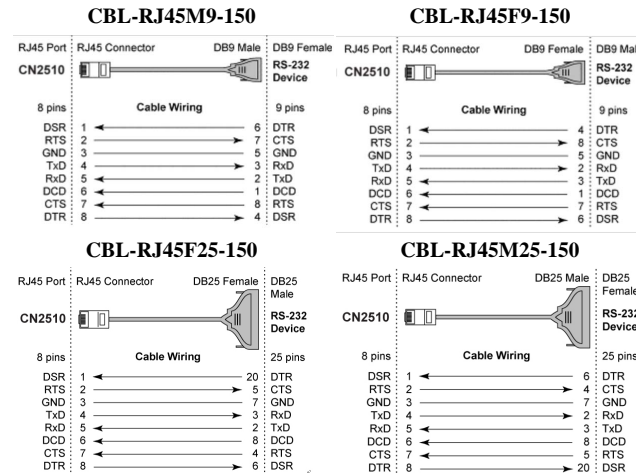 CBL-RJ45M9-150
RJ45 Port RJ45 Connector DB9 Male DB9 Female
CN2510 RS-232
Device
8 pins Cable Wiring 9 pins
DSR 1 6 DTR
RTS 2 7 CTS
GND 3 5 GND
TxD 4 3 RxD
RxD 5 2 TxD
DCD 6 1 DCD
CTS 7 8 RTS
DTR 8 4 DSR
CBL-RJ45F9-150
RJ45 Port RJ45 Connector DB9 Female DB9 Mal
CN2510 RS-232
Device
8 pins Cable Wiring 9 pins
DSR 1 4 DTR
RTS 2 8 CTS
GND 3 5 GND
TxD 4 2 RxD
RxD 5 3 TxD
DCD 6 1 DCD
CTS 7 7 RTS
DTR 8 6 DSR
CBL-RJ45F25-150
RJ45 Port RJ45 Connector DB25 Female DB25
Male
CN2510 RS-232
Device
8 pins Cable Wiring 25 pins
DSR 1 20 DTR
RTS 2 5 CTS
GND 3 7 GND
TxD 4 3 RxD
RxD 5 2 TxD
DCD 6 8 DCD
CTS 7 4 RTS
DTR 8 6 DSR
CBL-RJ45M25-150
RJ45 Port RJ45 Connector DB25 Male DB25
Female
CN2510 RS-232
Device
8 pins Cable Wiring 25 pins
DSR 1 6 DTR
RTS 2 4 CTS
GND 3 7 GND
TxD 4 2 RxD
RxD 5 3 TxD
DCD 6 8 DCD
CTS 7 5 RTS
DTR 8 20 DSR